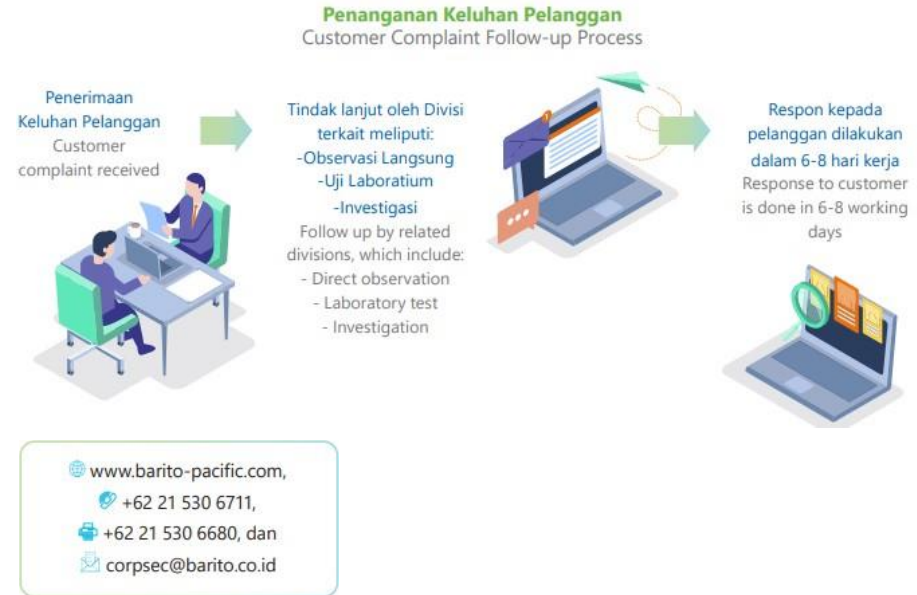 Penanganan Keluhan Pelanggan
Customer Complaint Follow-up Process
Penerimaan
Keluhan Pelanggan
Customer
complaint received
Tindak lanjut oleh Divisi
terkait meliputi:
-Observasi Langsung
-Uji Laboratium
-Investigasi
Follow up by related
divisions, which include:
- Direct observation
- Laboratory test
- Investigation
Respon kepada
pelanggan dilakukan
dalam 6-8 hari kerja
Response to customer
is done in 6-8 working
days
www.barito-pacific.com,
+62 21 530 6711,
+62 21 530 6680, dan
corpsec@barito.co.id